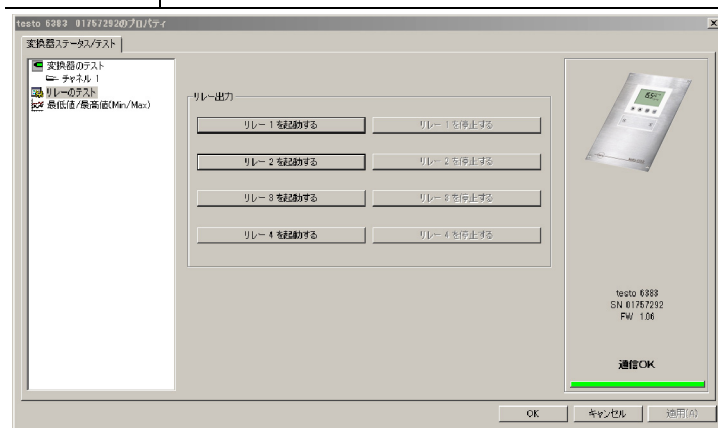 testo 6383 01757292のプロパティ
変換器ステータス/テスト
変換器のテスト
チャネル 1
リレーのテスト
最低値/最高値(Min/Max)
リレー出力
リレー 1 を起動する
リレー 1 を停止する
リレー 2 を起動する
リレー 2 を停止する
リレー 3 を起動する
リレー 3 を停止する
リレー 4 を起動する
リレー 4 を停止する
testo 6383
SN 01757292
FW 1.06
通信OK
OK
キャンセル
適用(A)